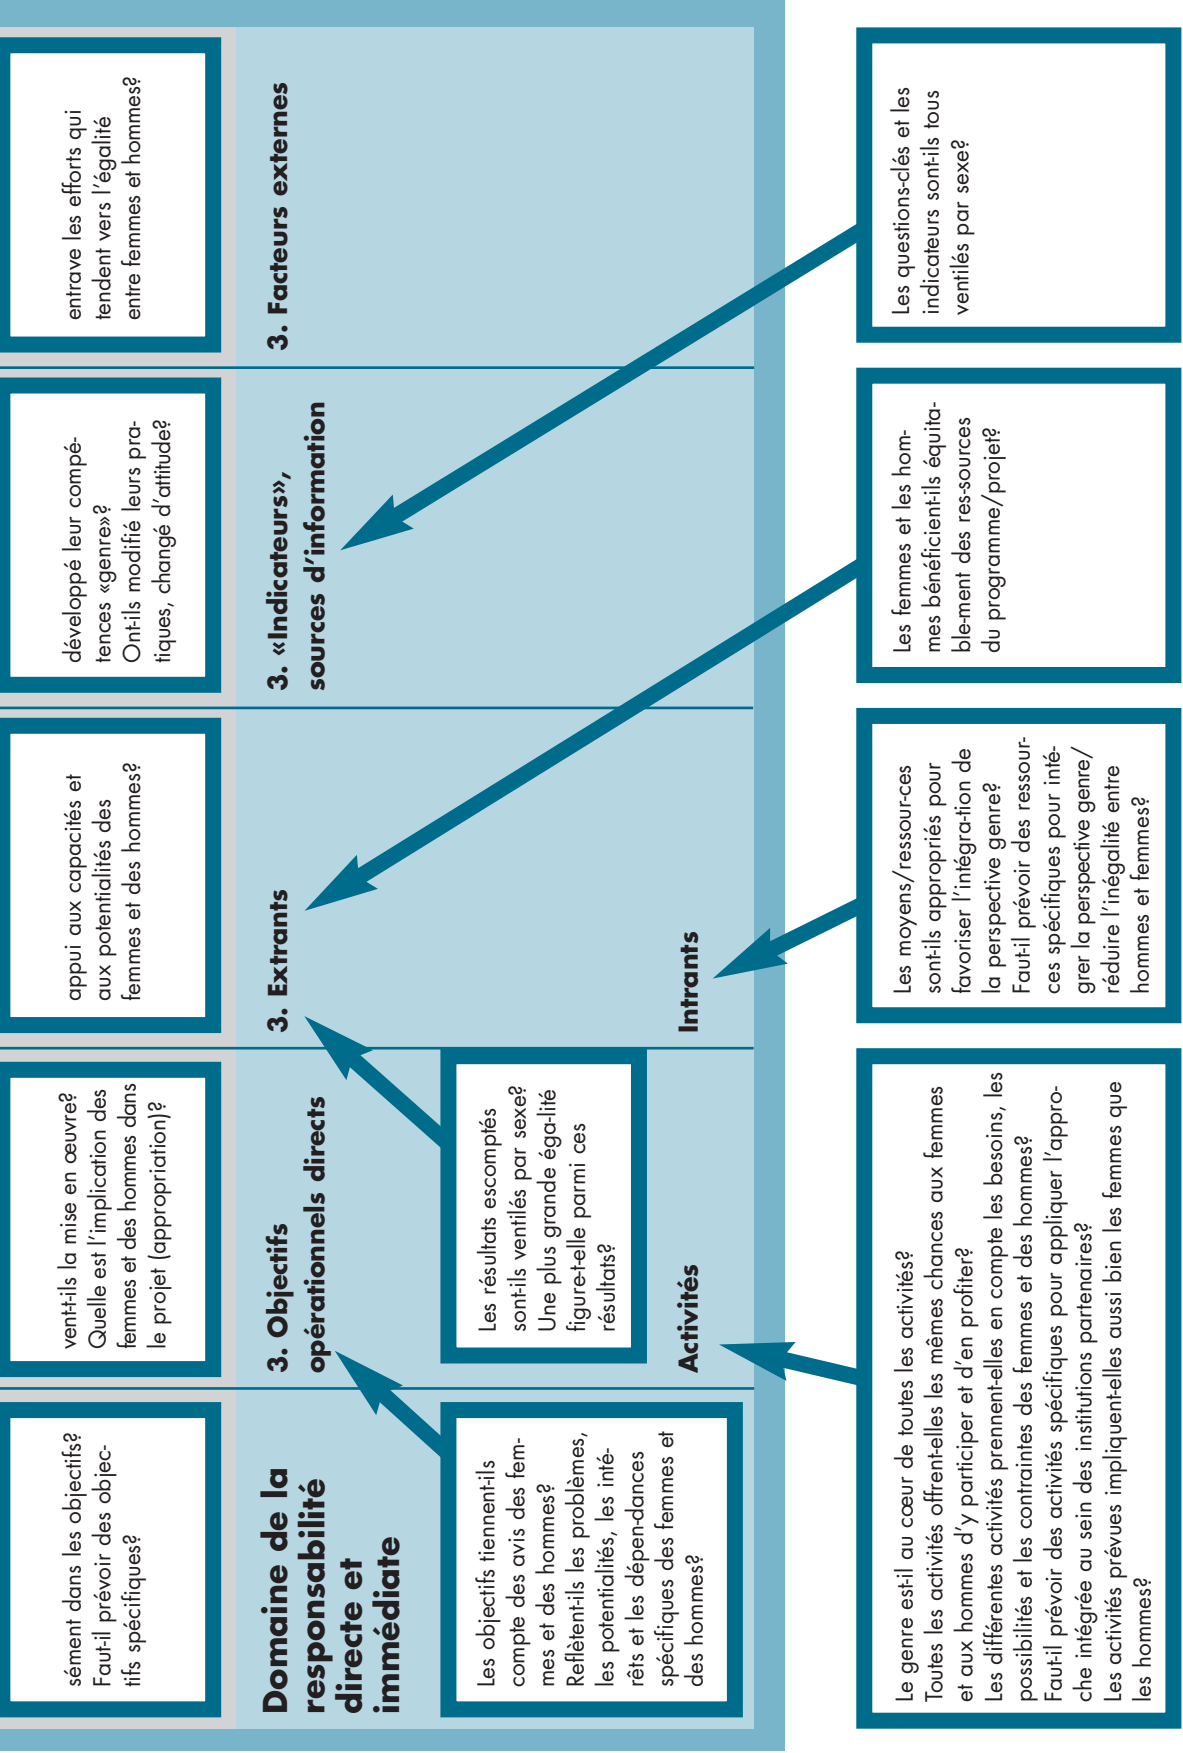 sément dans les objectifs?
Faut-il prévoir des objec-
tifs spécifiques?
vent-t-ils la mise en œuvre?
Quelle est l'implication des
femmes et des hommes dans
le projet (appropriation)?
appui aux capacités et
aux potentialités des
femmes et des hommes?
développé leur compé-
tences «genre»?
Ont-ils modifié leurs pra-
tiques, changé d'attitude?
entrave les efforts qui
tendent vers l'égalité
entre femmes et hommes?
Domaine de la
responsabilité
directe et
immédiate
3. Objectifs
opérationnels directs
3. Extrants
3. «Indicateurs»,
sources d'information
3. Facteurs externes
Les objectifs tiennent-ils
compte des avis des fem-
mes et des hommes?
Reflètent-ils les problèmes,
les potentialités, les inté-
rêts et les dépen-dances
spécifiques des femmes et
des hommes?
Les résultats escomptés
sont-ils ventilés par sexe?
Une plus grande éga-lité
figure-t-elle parmi ces
résultats?
Activités
Intrants
Le genre est-il au cœur de toutes les activités?
Toutes les activités offrent-elles les mêmes chances aux femmes
et aux hommes d'y participer et d'en profiter?
Les différentes activités prennent-elles en compte les besoins, les
possibilités et les contraintes des femmes et des hommes?
Faut-il prévoir des activités spécifiques pour appliquer l'appro-
che intégrée au sein des institutions partenaires?
Les activités prévues impliquent-elles aussi bien les femmes que
les hommes?
Les moyens/ressour-ces
sont-ils appropriés pour
favoriser l'intégra-tion de
la perspective genre?
Faut-il prévoir des ressour-
ces spécifiques pour inté-
grer la perspective genre/
réduire l'inégalité entre
hommes et femmes?
Les femmes et les hom-
mes bénéficient-ils équita-
ble-ment des res-sources
du programme/projet?
Les questions-clés et les
indicateurs sont-ils tous
ventilés par sexe?